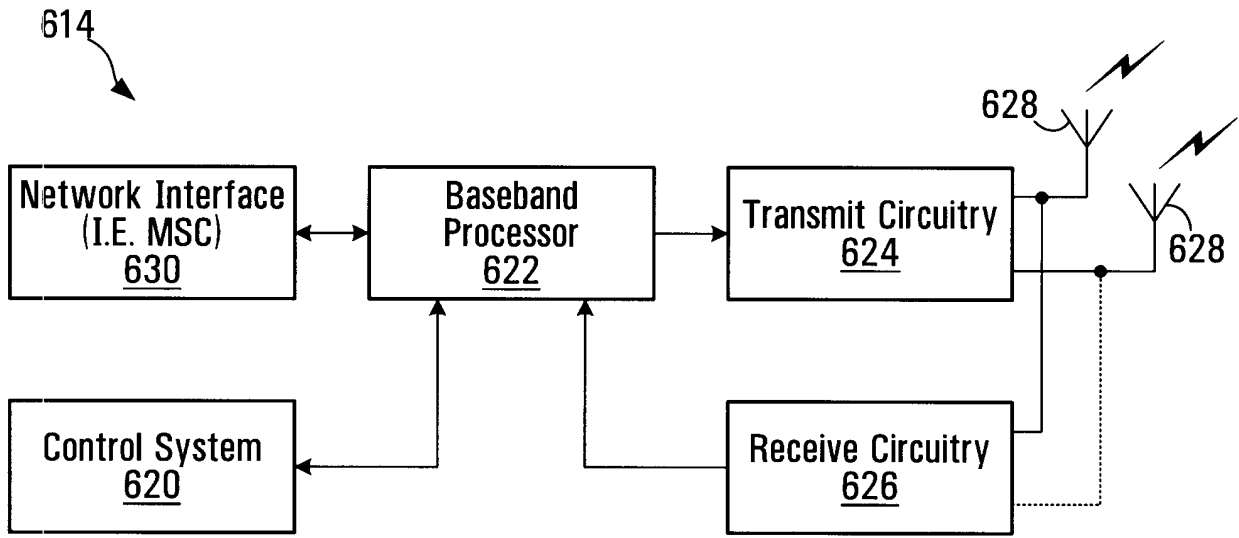 614
628
628
Network Interface
(I.E. MSC)
630
Baseband
Processor
622
Transmit Circuitry
624
Control System
620
Receive Circuitry
626